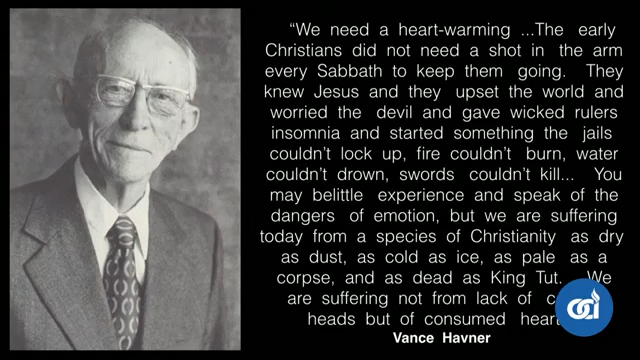 “We need a heart-warming ...The early
Christians did not need a shot in the arm
every Sabbath to keep them going. They
knew Jesus and they upset the world and
worried the devil and gave wicked rulers
insomnia and started something the jails
couldn’t lock up, fire couldn’t burn, water
couldn’t drown, swords couldn’t kill... You
may belittle experience and speak of the
dangers of emotion, but we are suffering
today from a species of Christianity as dry
as dust, as cold as ice, as pale as a
corpse, and as dead as King Tut. We
are suffering not from lack of
heads but of consumed
Vance Havner